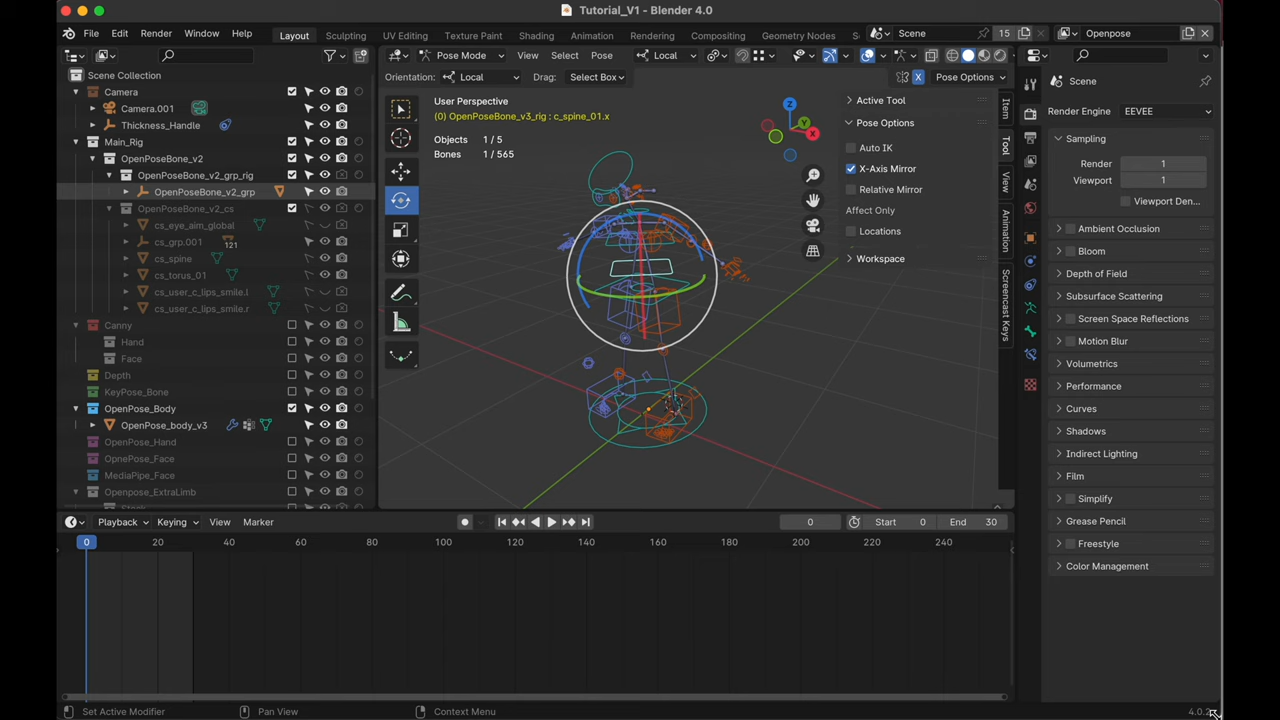 Tutorial_V1 - Blender 4.0
File Edit Render Window Help Layout Sculpting UV Editing Texture Paint Shading Animation Rendering Compositing Geometry Nodes Scene 15 Openpose
Pose Mode View Select Pose Local
Orientation: Local Drag: Select Box X Pose Options
Scene Collection
Camera
Camera.001
Thickness_Handle
Main_Rig
OpenPoseBone_v2
OpenPoseBone_v2_grp_rig
OpenPoseBone_v2_grp
OpenPoseBone_v2_cs
cs_eye_aim_global
cs_grp.001 121
cs_spine
cs_torus_01
cs_user_c_lips_smile.l
cs_user_c_lips_smile.r
Canny
Hand
Face
Depth
KeyPose_Bone
OpenPose_Body
OpenPose_body_v3
OpenPose_Hand
OpnePose_Face
MediaPipe_Face
Openpose_ExtraLimb
User Perspective
(0) OpenPoseBone_v3_rig : c_spine_01.x
Objects 1 / 5
Bones 1 / 565
Z
Y
X
Active Tool
Pose Options
Auto IK
X-Axis Mirror
Relative Mirror
Affect Only
Locations
Workspace
Item
Tool
View
Animation
Screencast Keys
Scene
Render Engine EEVEE
Sampling
Render 1
Viewport 1
Viewport Den...
Ambient Occlusion
Bloom
Depth of Field
Subsurface Scattering
Screen Space Reflections
Motion Blur
Volumetrics
Performance
Curves
Shadows
Indirect Lighting
Film
Simplify
Grease Pencil
Freestyle
Color Management
Playback Keying View Marker 0 Start 0 End 30
0 20 40 60 80 100 120 140 160 180 200 220 240
Set Active Modifier Pan View Context Menu